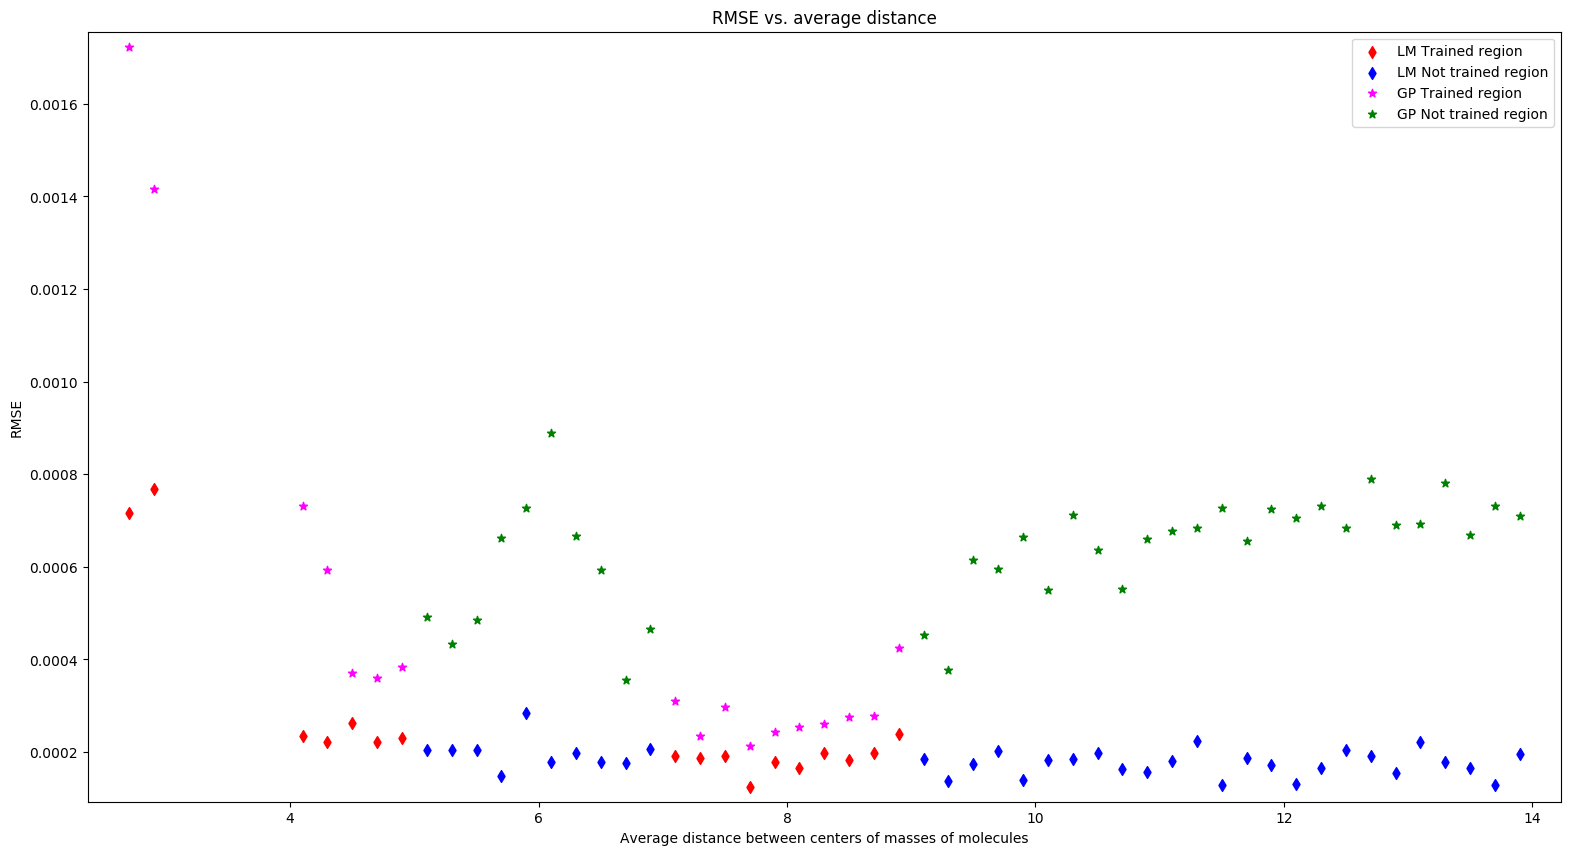 RMSE vs. average distance
LM Trained region
LM Not trained region
GP Trained region
GP Not trained region
RMSE
0.0016
0.0014
0.0012
0.0010
0.0008
0.0006
0.0004
0.0002
4 6 8 10 12 14
Average distance between centers of masses of molecules